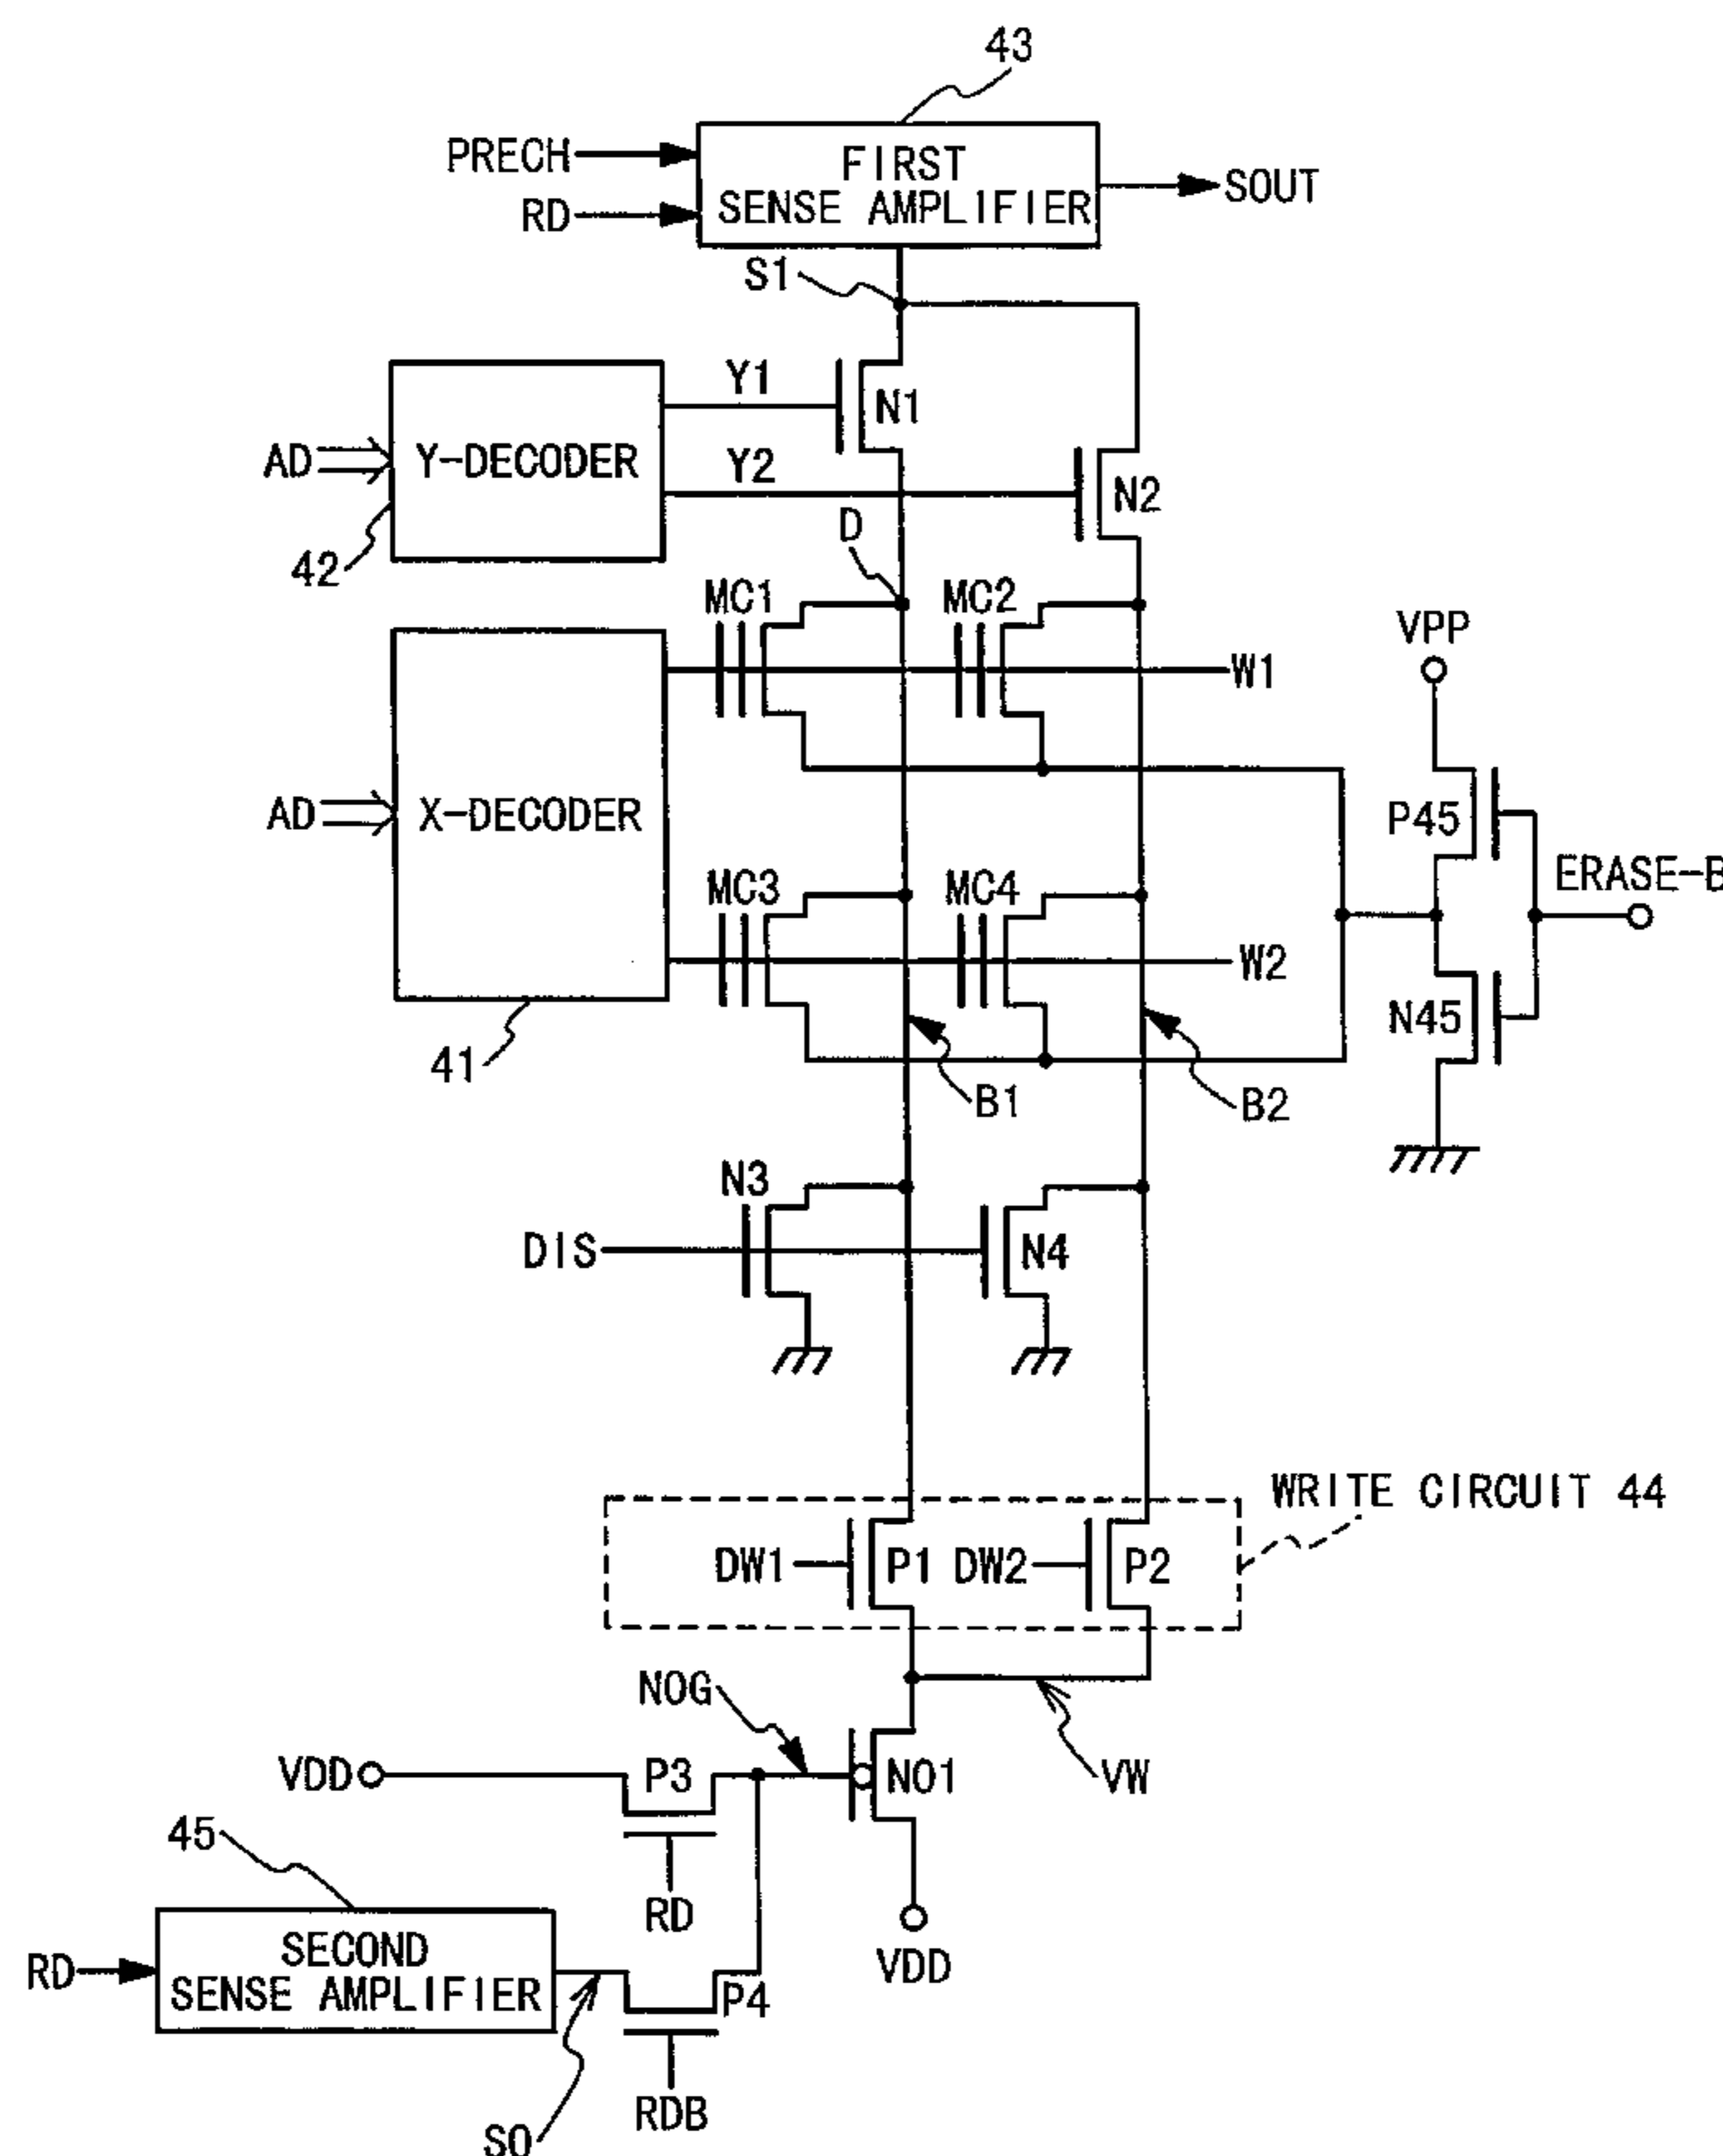 43
PRECH
FIRST
RD
SENSE AMPLIFIER
SOUT
S1
Y1
N1
AD
Y-DECODER
Y2
N2
D
42
MC1
MC2
VPP
W1
AD
X-DECODER
P45
ERASE-B
MC3
MC4
W2
N45
41
B1
B2
N3
DIS
N4
WRITE CIRCUIT 44
DW1
P1
DW2
P2
NOG
VDD
P3
NO1
VW
45
RD
VDD
SECOND
RD
SENSE AMPLIFIER
P4
RDB
SO